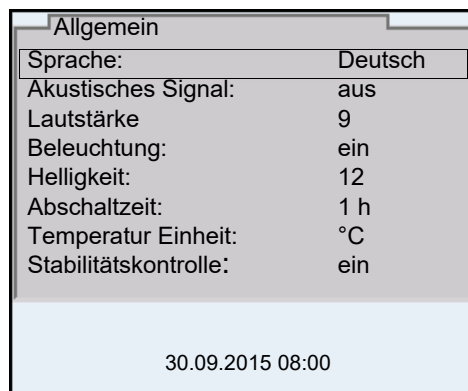 Allgemein
Sprache: Deutsch
Akustisches Signal: aus
Lautstärke 9
Beleuchtung: ein
Helligkeit: 12
Abschaltzeit: 1 h
Temperatur Einheit: °C
Stabilitätskontrolle: ein
30.09.2015 08:00